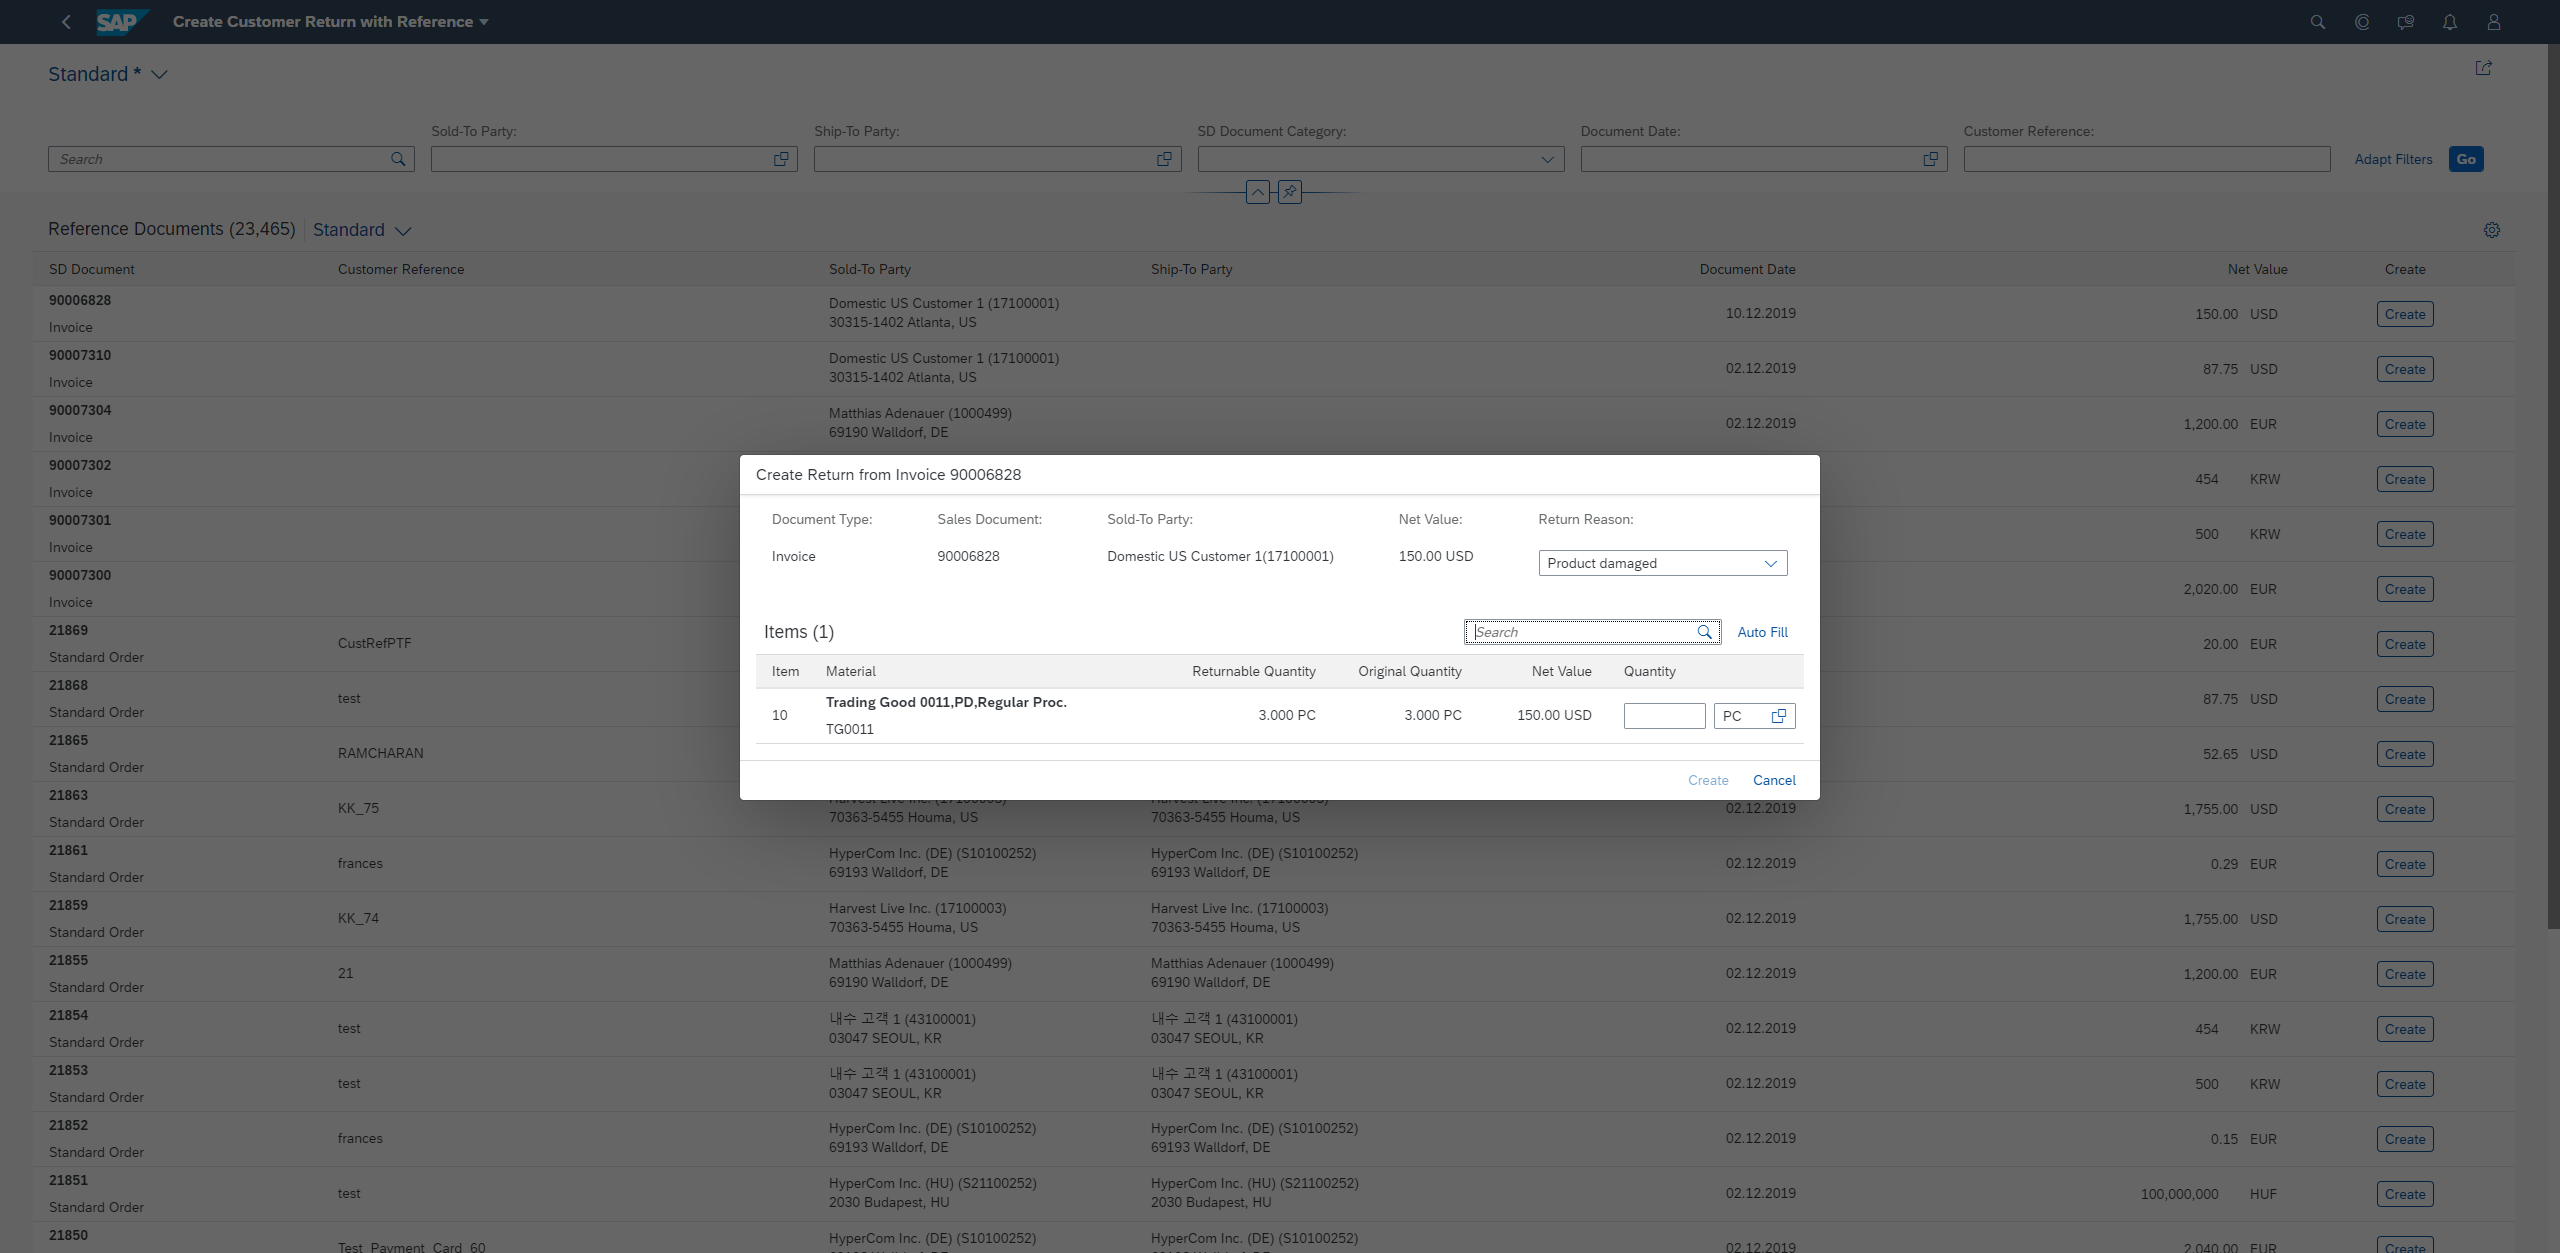 SAP Create Customer Return with Reference
Standard *
Sold-To Party: Ship-To Party: SD Document Category: Document Date: Customer Reference:
Search Adapt Filters Go
Reference Documents (23,465) Standard
SD Document Customer Reference Sold-To Party Ship-To Party Document Date Net Value Create
90006828
Invoice
Domestic US Customer 1 (17100001)
30315-1402 Atlanta, US
10.12.2019 150.00 USD Create
90007310
Invoice
Domestic US Customer 1 (17100001)
30315-1402 Atlanta, US
02.12.2019 87.75 USD Create
90007304
Invoice
Matthias Adenauer (1000499)
69190 Walldorf, DE
02.12.2019 1,200.00 EUR Create
90007302
Invoice
454 KRW Create
90007301
Invoice
500 KRW Create
90007300
Invoice
2,020.00 EUR Create
21869
Standard Order
CustRefPTF
20.00 EUR Create
21868
Standard Order
test
87.75 USD Create
21865
Standard Order
RAMCHARAN
52.65 USD Create
Create Return from Invoice 90006828
Document Type: Sales Document: Sold-To Party: Net Value: Return Reason:
Invoice 90006828 Domestic US Customer 1(17100001) 150.00 USD Product damaged
Items (1) Search Auto Fill
Item Material Returnable Quantity Original Quantity Net Value Quantity
10
Trading Good 0011,PD,Regular Proc.
TG0011
3.000 PC 3.000 PC 150.00 USD PC
Create Cancel
21863
Standard Order
KK_75
70363-5455 Houma, US
70363-5455 Houma, US
02.12.2019 1,755.00 USD Create
21861
Standard Order
frances
HyperCom Inc. (DE) (S10100252)
69193 Walldorf, DE
HyperCom Inc. (DE) (S10100252)
69193 Walldorf, DE
02.12.2019 0.29 EUR Create
21859
Standard Order
KK_74
Harvest Live Inc. (17100003)
70363-5455 Houma, US
Harvest Live Inc. (17100003)
70363-5455 Houma, US
02.12.2019 1,755.00 USD Create
21855
Standard Order
21
Matthias Adenauer (1000499)
69190 Walldorf, DE
Matthias Adenauer (1000499)
69190 Walldorf, DE
02.12.2019 1,200.00 EUR Create
21854
Standard Order
test
내수 고객 1 (43100001)
03047 SEOUL, KR
내수 고객 1 (43100001)
03047 SEOUL, KR
02.12.2019 454 KRW Create
21853
Standard Order
test
내수 고객 1 (43100001)
03047 SEOUL, KR
내수 고객 1 (43100001)
03047 SEOUL, KR
02.12.2019 500 KRW Create
21852
Standard Order
frances
HyperCom Inc. (DE) (S10100252)
69193 Walldorf, DE
HyperCom Inc. (DE) (S10100252)
69193 Walldorf, DE
02.12.2019 0.15 EUR Create
21851
Standard Order
test
HyperCom Inc. (HU) (S21100252)
2030 Budapest, HU
HyperCom Inc. (HU) (S21100252)
2030 Budapest, HU
02.12.2019 100,000,000 HUF Create
21850
Test_Payment_Card_60
HyperCom Inc. (DE) (S10100252)
HyperCom Inc. (DE) (S10100252)
02.12.2019 2,040.00 EUR Create